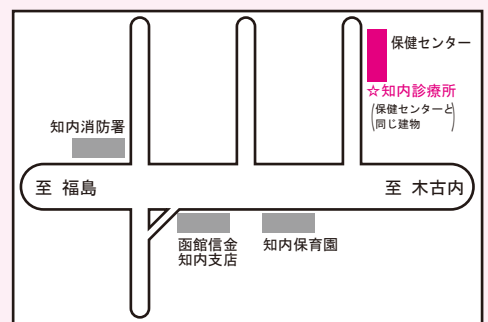 保健センター
☆知内診療所
(保健センターと
同じ建物)
知内消防署
至 福島
至 木古内
函館信金
知内支店
知内保育園